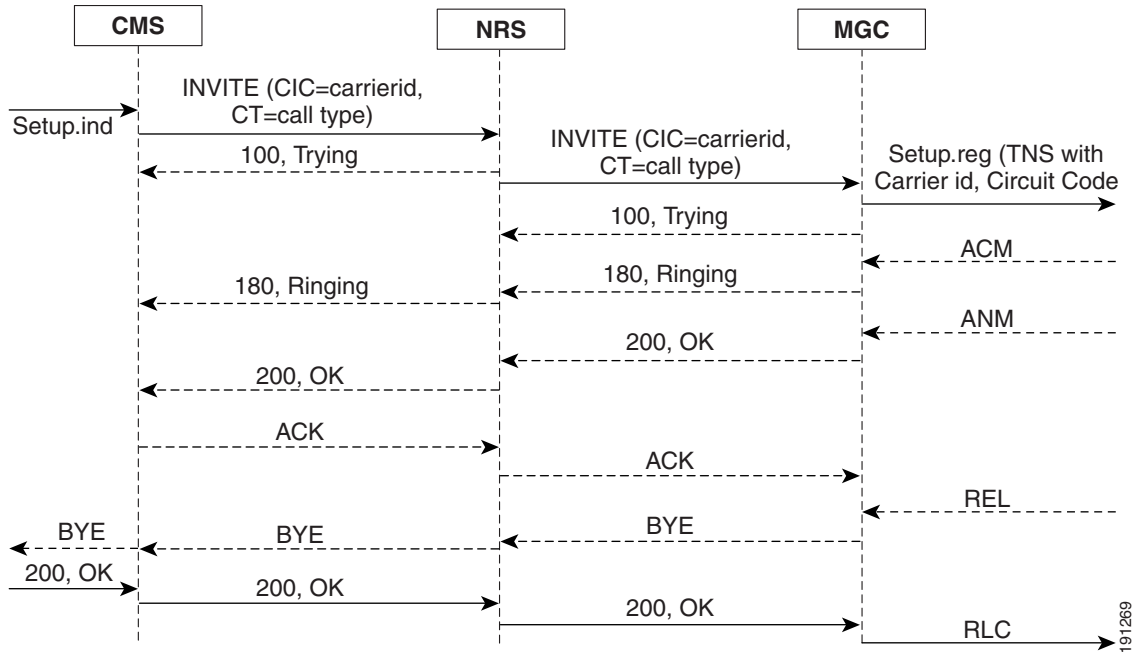 CMS
NRS
MGC
Setup.ind
INVITE (CIC=carrierid,
CT=call type)
100, Trying
INVITE (CIC=carrierid,
CT=call type)
Setup.reg (TNS with
Carrier id, Circuit Code
100, Trying
ACM
180, Ringing
180, Ringing
ANM
200, OK
200, OK
ACK
ACK
REL
BYE
BYE
BYE
200, OK
200, OK
200, OK
RLC
191269